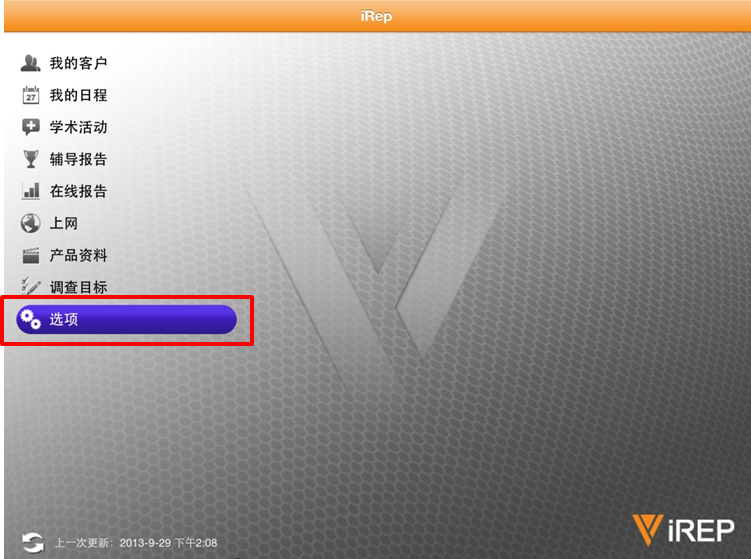 iRep
我的客户
27
我的日程
学术活动
辅导报告
在线报告
上网
产品资料
调查目标
选项
上一次更新: 2013-9-29 下午2:08
iREP